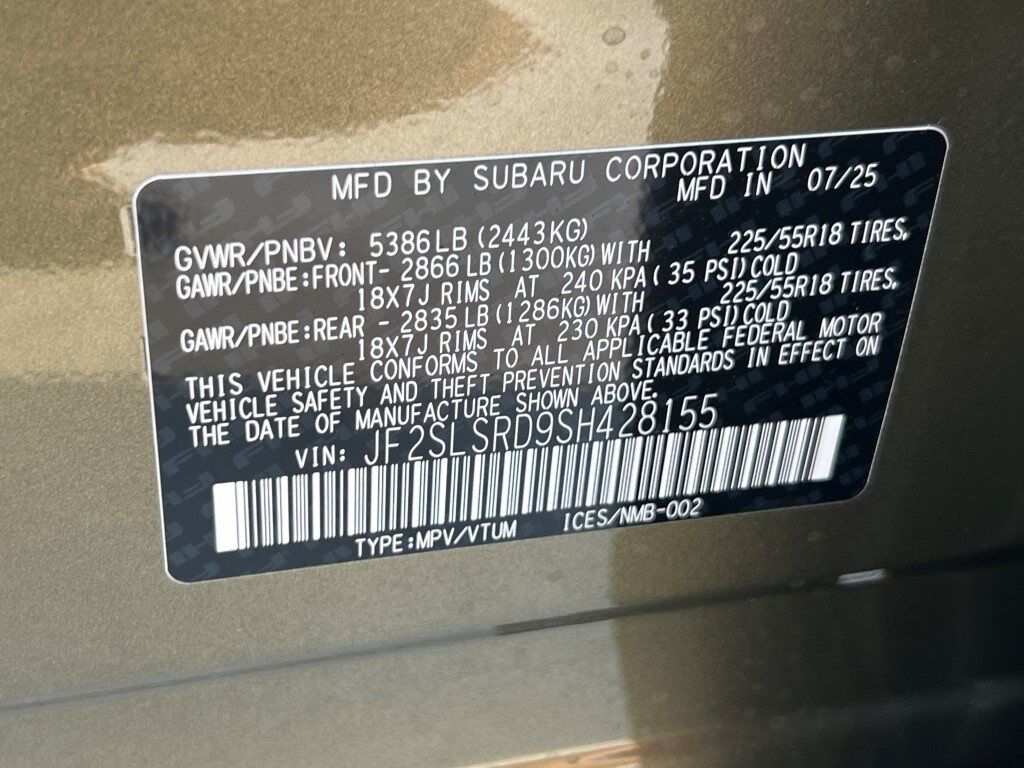 MFD BY SUBARU CORPORATION
MFD IN 07/25
GVWR/PNBV: 5386LB (2443KG)
GAWR/PNBE:FRONT- 2866LB(1300KG)WITH 225/55R18 TIRES,
18X7J RIMS AT 240 KPA( 35 PSI)COLD
GAWR/PNBE:REAR - 2835LB(1286KG)WITH 225/55R18 TIRES,
18X7J RIMS AT 230 KPA( 33 PSI)COLD
THIS VEHICLE CONFORMS TO ALL APPLICABLE FEDERAL MOTOR
VEHICLE SAFETY AND THEFT PREVENTION STANDARDS IN EFFECT ON
THE DATE OF MANUFACTURE SHOWN ABOVE.
VIN: JF2SLSRD9SH428155
TYPE:MPV/VTUM ICES/NMB-002